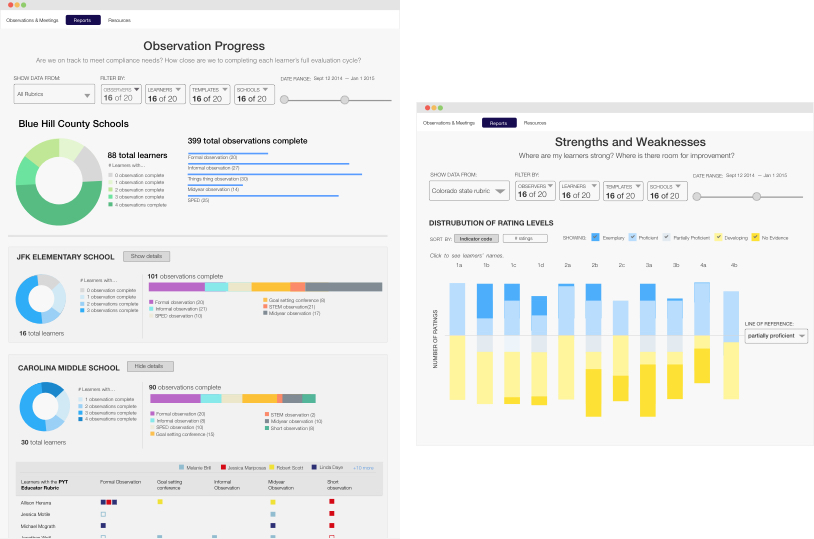 Observations & Meetings Reports Resources
Observation Progress
Are we on track to meet compliance needs? How close are we to completing each learner's full evaluation cycle?
SHOW DATA FROM: FILTER BY: DATE RANGE: Sept 12 2014 — Jan 1 2015
All Rubrics
OBSERVERS LEARNERS TEMPLATES SCHOOLS
16 of 20 16 of 20 16 of 20 16 of 20
Blue Hill County Schools
88 total learners
# Learners with…
0 observation complete
1 observation complete
2 observation complete
3 observation complete
4 observations complete
399 total observations complete
Formal observation (20)
Informal observation (27)
Things thing observation (30)
Midyear observation (14)
SPED (25)
JFK ELEMENTARY SCHOOL Show details
# Learners with…
0 observation complete
1 observation complete
2 observations complete
3 observations complete
16 total learners
101 observations complete
Formal observation (20)
Informal observation (21)
SPED observation (10)
Goal setting conference (8)
STEM observation(21)
Midyear observation (17)
CAROLINA MIDDLE SCHOOL Hide details
# Learners with…
1 observation complete
2 observations complete
3 observations complete
4 observations complete
30 total learners
90 observations complete
Formal observation (20)
Informal observation (8)
SPED observation (10)
Goal setting conference (15)
STEM observation (2)
Midyear observation (10)
Short observation (8)
Melanie Brill Jessica Mariposas Robert Scott Linda Daye +10 more
Learners with the PYT Educator Rubric
Formal Observation
Goal setting conference
Informal Observation
Midyear Observation
Short observation
Allison Herrera
Jessica Middle
Michael Mcgrath
Observations & Meetings Reports Resources
Strengths and Weaknesses
Where are my learners strong? Where is there room for improvement?
SHOW DATA FROM: FILTER BY: DATE RANGE: Sept 12 2014 — Jan 1 2015
Colorado state rubric
OBSERVERS LEARNERS TEMPLATES SCHOOLS
16 of 20 16 of 20 16 of 20 16 of 20
DISTRUBUTION OF RATING LEVELS
SORT BY: Indicator code # ratings SHOWING: Exemplary Proficient Partially Proficient Developing No Evidence
Click to see learners' names.
1a 1b 1c 1d 2a 2b 2c 3a 3b 4a 4b
NUMBER OF RATINGS
LINE OF REFERENCE:
partially proficient